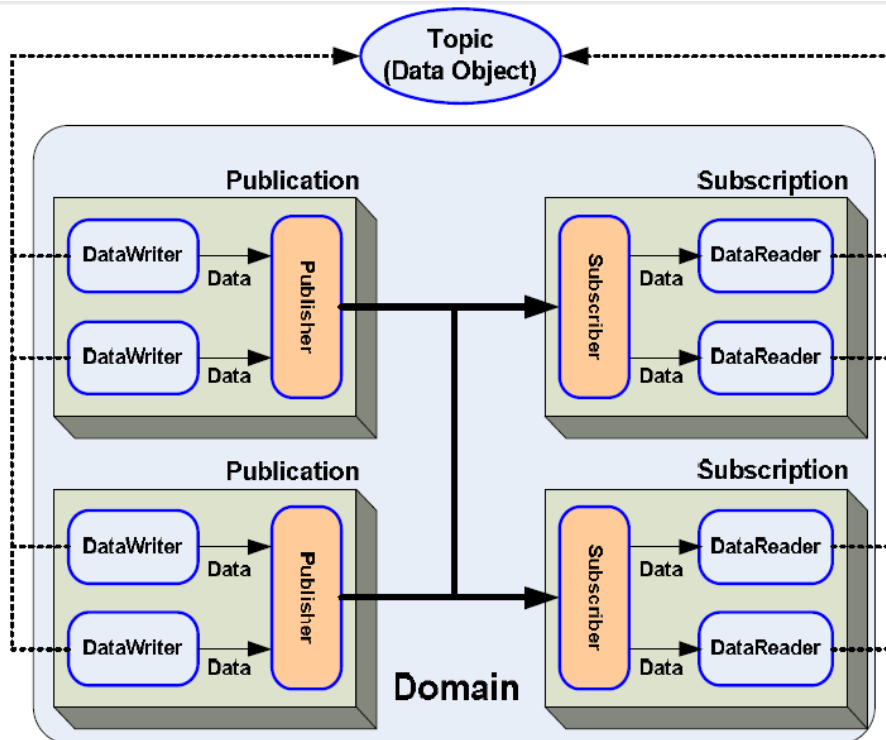 Topic
(Data Object)
Publication
Subscription
DataWriter
Data
Publisher
DataWriter
Data
Subscriber
Data
DataReader
Data
DataReader
Publication
Subscription
DataWriter
Data
Publisher
DataWriter
Data
Subscriber
Data
DataReader
Data
DataReader
Domain